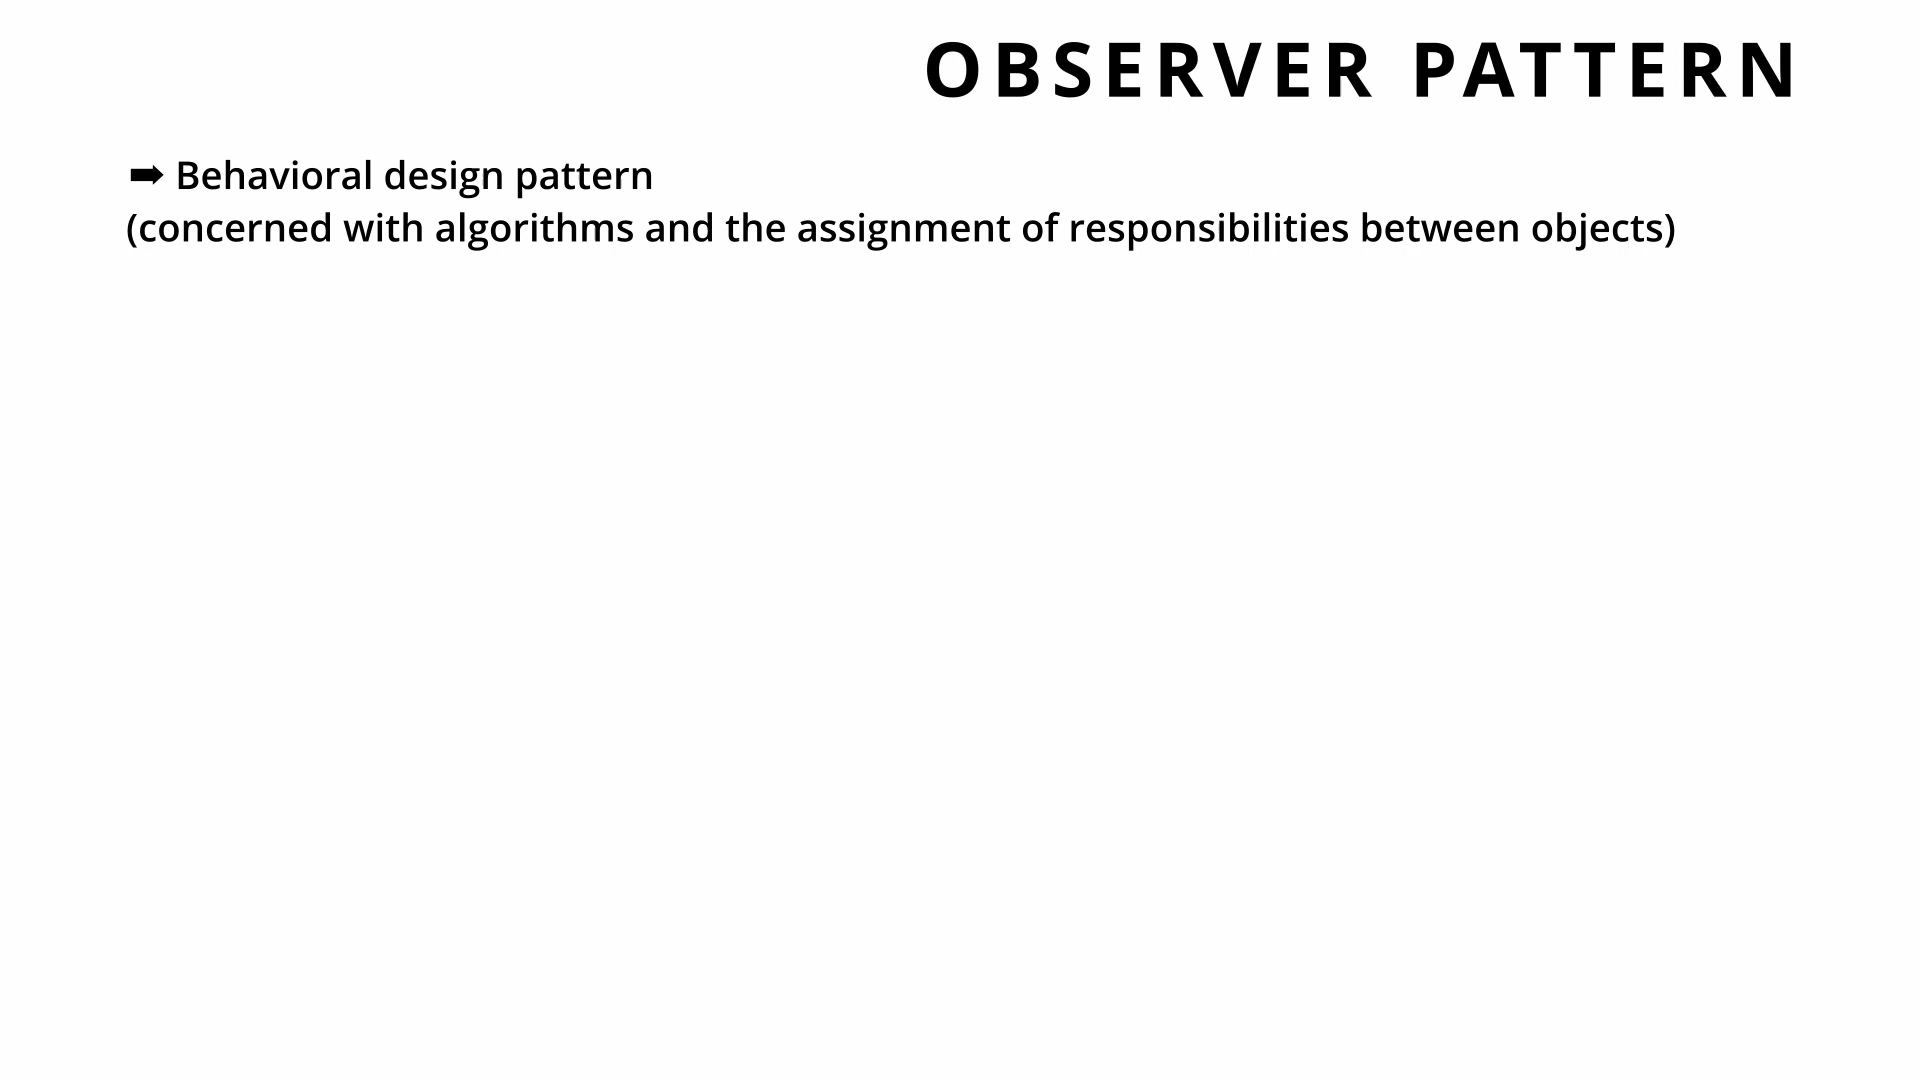 OBSERVER PATTERN
➡ Behavioral design pattern
(concerned with algorithms and the assignment of responsibilities between objects)